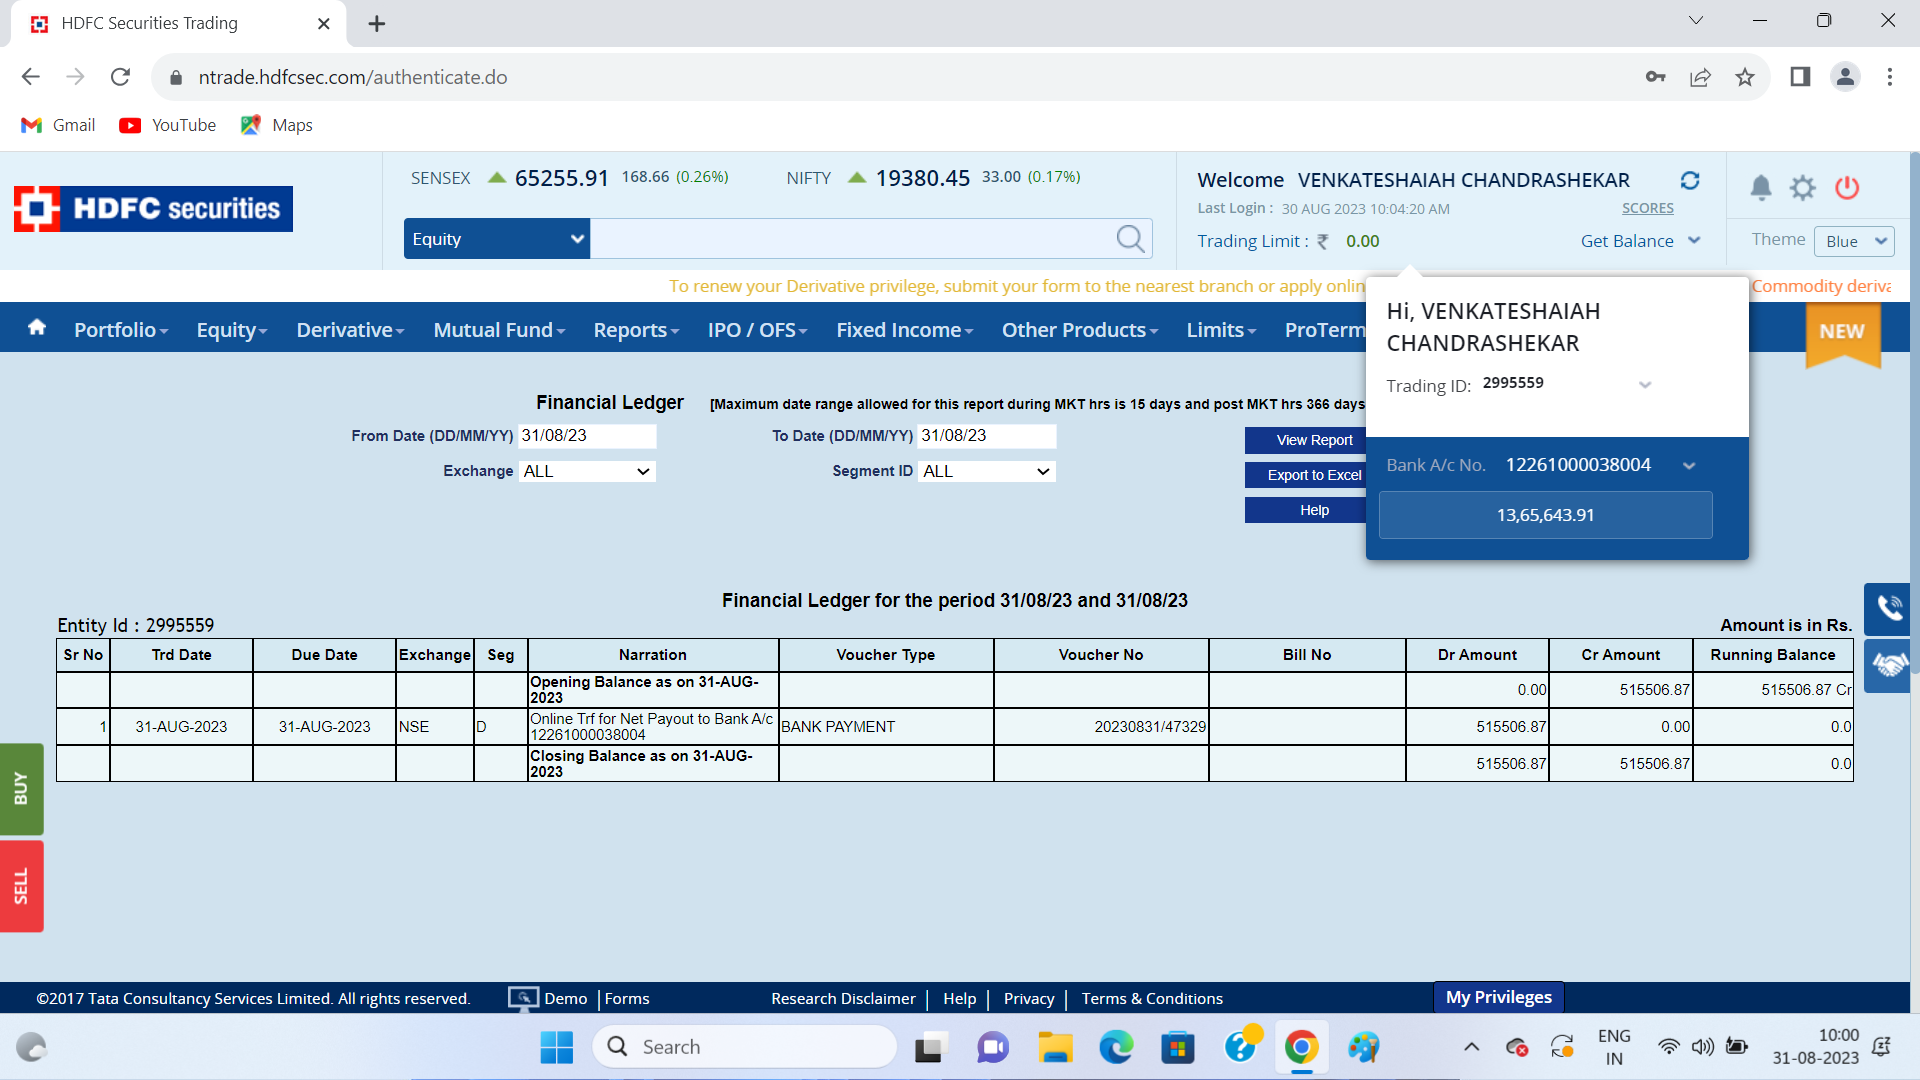 HDFC Securities Trading
ntrade.hdfcsec.com/authenticate.do
Gmail YouTube Maps
HDFC securities
SENSEX 65255.91 168.66 (0.26%) NIFTY 19380.45 33.00 (0.17%)
Equity
Welcome VENKATESHAIAH CHANDRASHEKAR
Last Login : 30 AUG 2023 10:04:20 AM SCORES
Trading Limit : ₹ 0.00 Get Balance
Theme Blue
To renew your Derivative privilege, submit your form to the nearest branch or apply onlin
Commodity deriva
Portfolio Equity Derivative Mutual Fund Reports IPO / OFS Fixed Income Other Products Limits ProTerm
NEW
Hi, VENKATESHAIAH
CHANDRASHEKAR
Trading ID: 2995559
Bank A/c No. 12261000038004
13,65,643.91
Financial Ledger [Maximum date range allowed for this report during MKT hrs is 15 days and post MKT hrs 366 days
From Date (DD/MM/YY) 31/08/23 To Date (DD/MM/YY) 31/08/23
Exchange ALL Segment ID ALL
View Report
Export to Excel
Help
Financial Ledger for the period 31/08/23 and 31/08/23
Entity Id : 2995559 Amount is in Rs.
Sr No Trd Date Due Date Exchange Seg Narration Voucher Type Voucher No Bill No Dr Amount Cr Amount Running Balance
Opening Balance as on 31-AUG-
2023 0.00 515506.87 515506.87 Cr
1 31-AUG-2023 31-AUG-2023 NSE D Online Trf for Net Payout to Bank A/c
12261000038004 BANK PAYMENT 20230831/47329 515506.87 0.00 0.0
Closing Balance as on 31-AUG-
2023 515506.87 515506.87 0.0
BUY
SELL
©2017 Tata Consultancy Services Limited. All rights reserved. Demo | Forms Research Disclaimer | Help | Privacy | Terms & Conditions My Privileges
Search
ENG
IN
10:00
31-08-2023